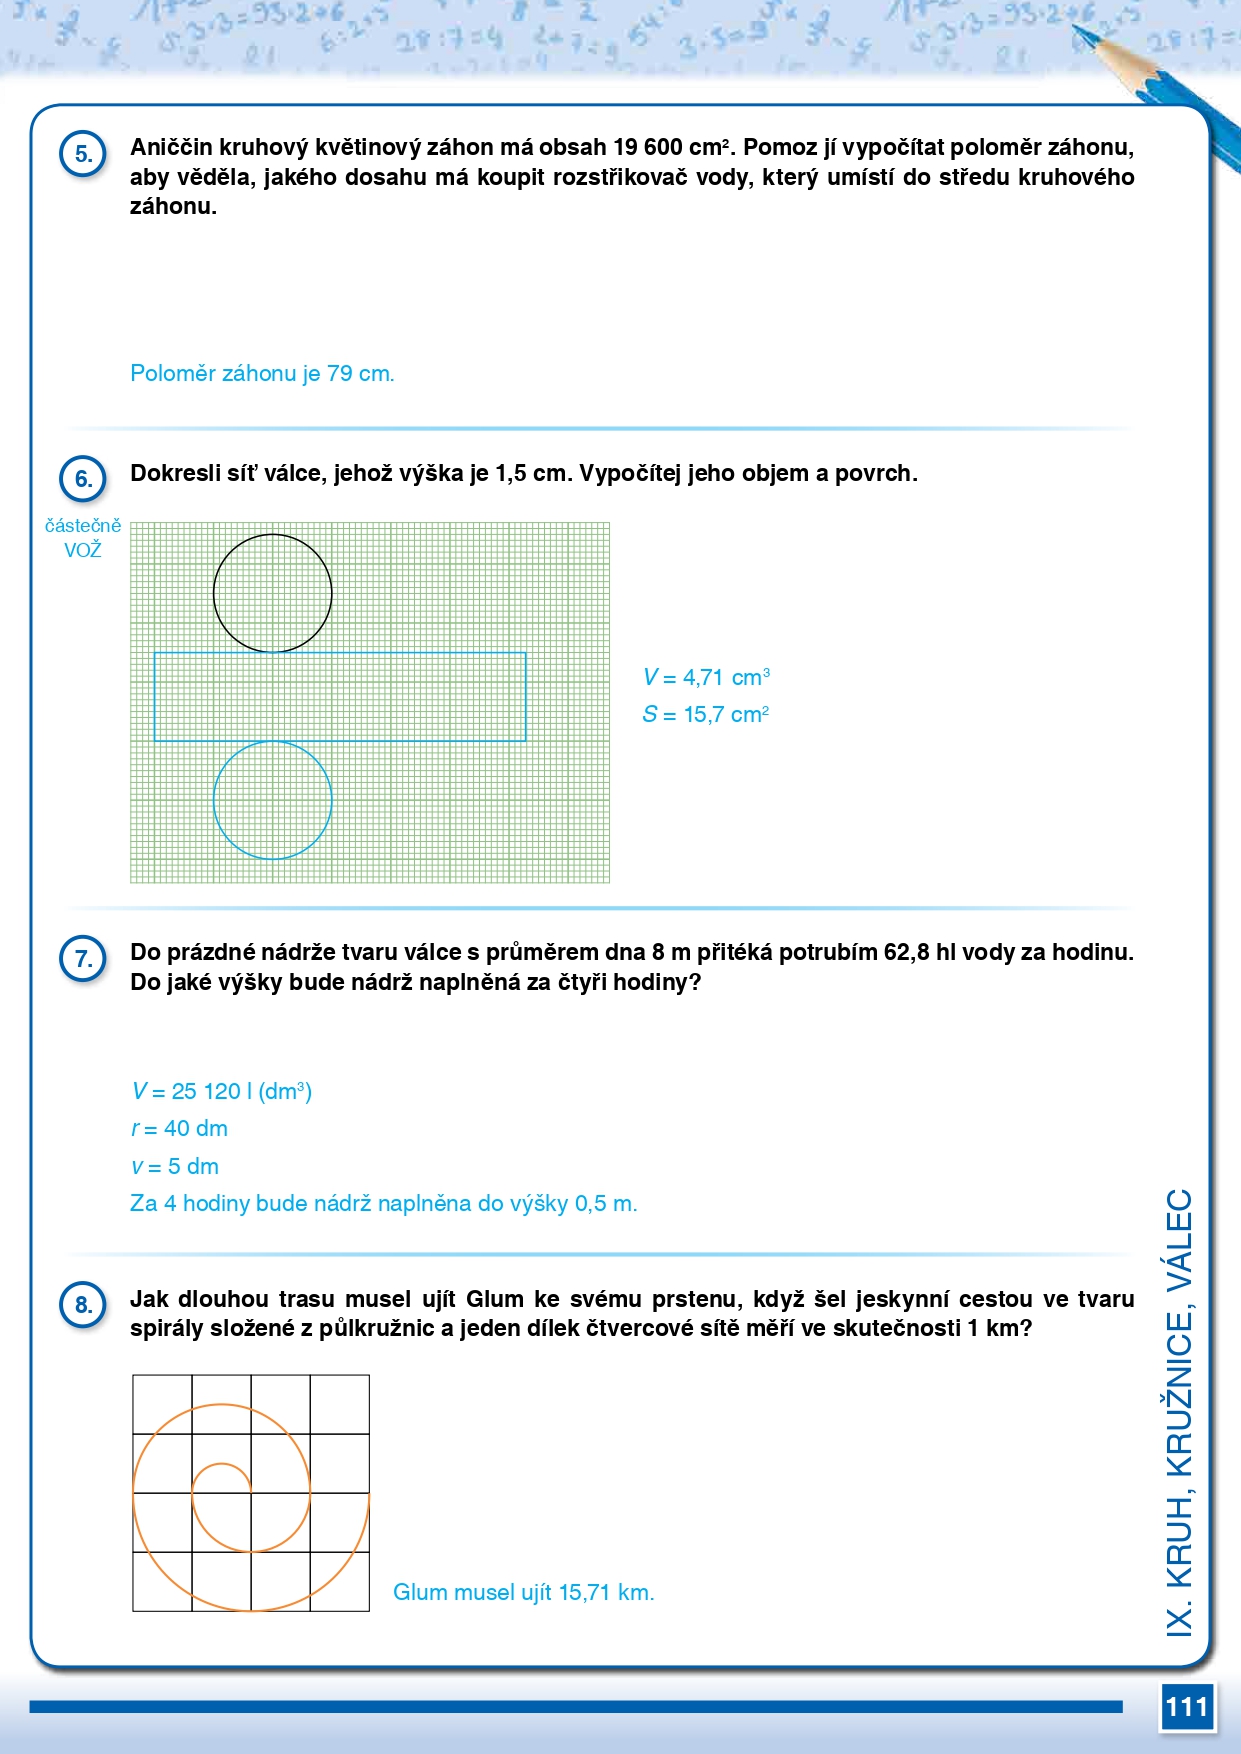 5.
Aniččin kruhový květinový záhon má obsah 19 600 cm². Pomoz jí vypočítat poloměr záhonu,
aby věděla, jakého dosahu má koupit rozstřikovač vody, který umístí do středu kruhového
záhonu.
Poloměr záhonu je 79 cm.
6.
Dokresli síť válce, jehož výška je 1,5 cm. Vypočítej jeho objem a povrch.
částečně
VOŽ
V = 4,71 cm³
S = 15,7 cm²
7.
Do prázdné nádrže tvaru válce s průměrem dna 8 m přitéká potrubím 62,8 hl vody za hodinu.
Do jaké výšky bude nádrž naplněná za čtyři hodiny?
V = 25 120 l (dm³)
r = 40 dm
v = 5 dm
Za 4 hodiny bude nádrž naplněna do výšky 0,5 m.
8.
Jak dlouhou trasu musel ujít Glum ke svému prstenu, když šel jeskynní cestou ve tvaru
spirály složené z půlkružnic a jeden dílek čtvercové sítě měří ve skutečnosti 1 km?
Glum musel ujít 15,71 km.
IX. KRUH, KRUŽNICE, VÁLEC
111